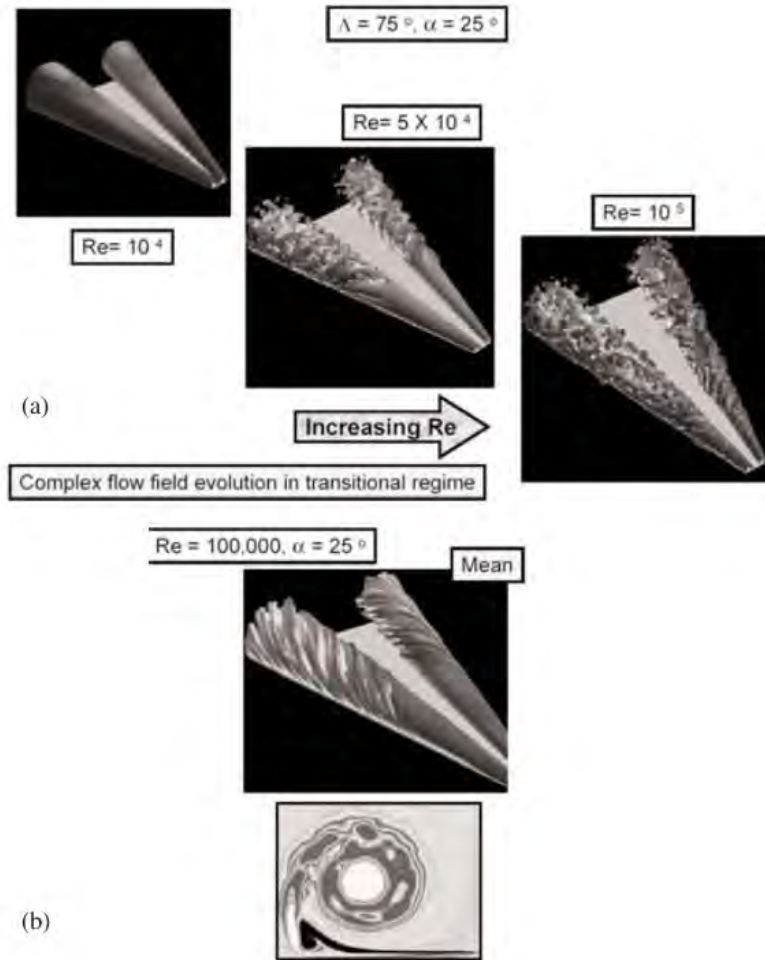 Λ = 75 °, α = 25 °
Re= 5 X 10 ⁴
Re= 10 ⁵
Re= 10 ⁴
(a)
Increasing Re
Complex flow field evolution in transitional regime
Re = 100,000, α = 25 °
Mean
(b)